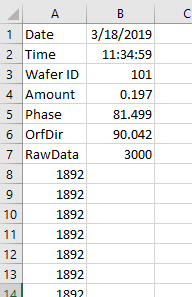 A B C
1 Date 3/18/2019
2 Time 11:34:59
3 Wafer ID 101
4 Amount 0.197
5 Phase 81.499
6 OrfDir 90.042
7 RawData 3000
8 1892
9 1892
10 1892
11 1892
12 1892
13 1892
14 1892